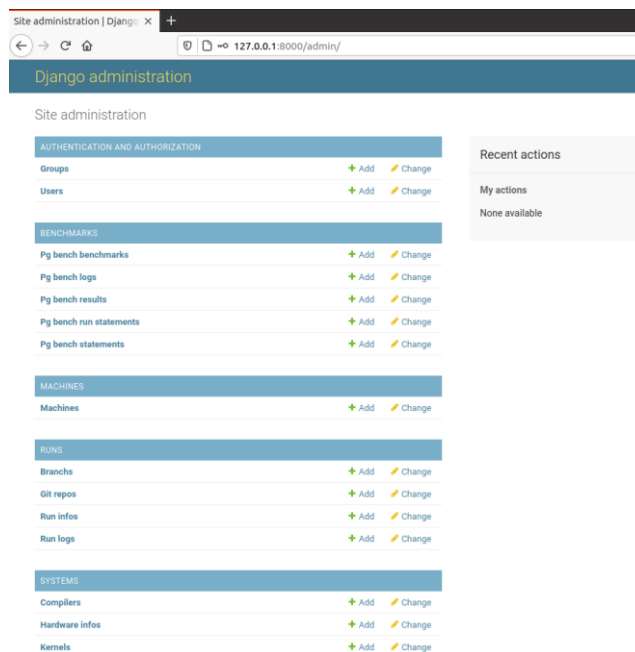 Site administration | Django
127.0.0.1:8000/admin/
Django administration
Site administration
AUTHENTICATION AND AUTHORIZATION
Groups + Add Change
Users + Add Change
BENCHMARKS
Pg bench benchmarks + Add Change
Pg bench logs + Add Change
Pg bench results + Add Change
Pg bench run statements + Add Change
Pg bench statements + Add Change
MACHINES
Machines + Add Change
RUNS
Branchs + Add Change
Git repos + Add Change
Run infos + Add Change
Run logs + Add Change
SYSTEMS
Compilers + Add Change
Hardware infos + Add Change
Kernels + Add Change
Recent actions
My actions
None available